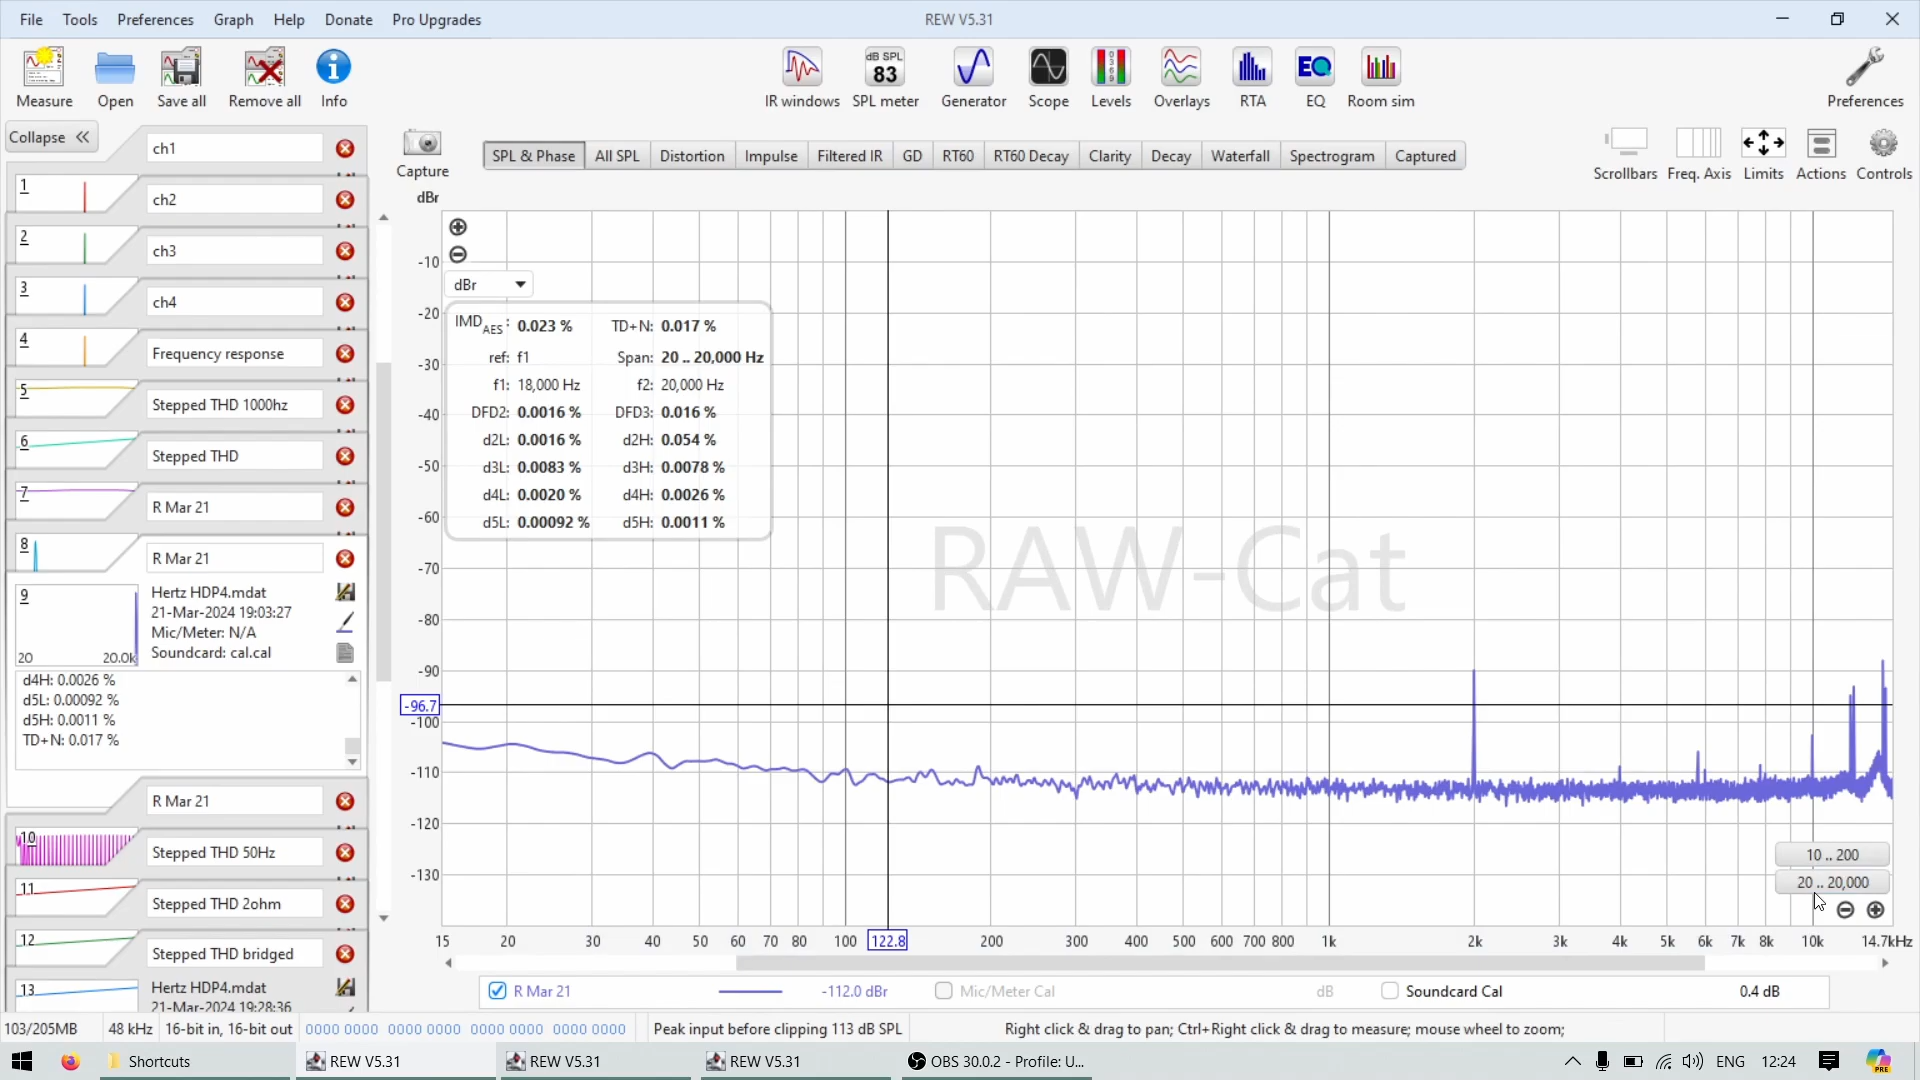 File Tools Preferences Graph Help Donate Pro Upgrades
REW V5.31
Measure Open Save all Remove all Info
dB SPL
83
0 3 6 9
EQ
IR windows SPL meter Generator Scope Levels Overlays RTA EQ Room sim
Preferences
Collapse
Capture
SPL & Phase All SPL Distortion Impulse Filtered IR GD RT60 RT60 Decay Clarity Decay Waterfall Spectrogram Captured
Scrollbars Freq. Axis Limits Actions Controls
ch1
1
ch2
2
ch3
3
ch4
4
Frequency response
5
Stepped THD 1000hz
6
Stepped THD
7
R Mar 21
8
R Mar 21
9
20 20.0k
Hertz HDP4.mdat
21-Mar-2024 19:03:27
Mic/Meter: N/A
Soundcard: cal.cal
d4H: 0.0026 %
d5L: 0.00092 %
d5H: 0.0011 %
TD+N: 0.017 %
R Mar 21
10
Stepped THD 50Hz
11
Stepped THD 2ohm
12
Stepped THD bridged
13
Hertz HDP4.mdat
21-Mar-2024 19:28:36
dBr
-10
-20
-30
-40
-50
-60
-70
-80
-90
-96.7
-100
-110
-120
-130
dBr
IMDAES: 0.023 % TD+N: 0.017 %
ref: f1 Span: 20 .. 20,000 Hz
f1: 18,000 Hz f2: 20,000 Hz
DFD2: 0.0016 % DFD3: 0.016 %
d2L: 0.0016 % d2H: 0.054 %
d3L: 0.0083 % d3H: 0.0078 %
d4L: 0.0020 % d4H: 0.0026 %
d5L: 0.00092 % d5H: 0.0011 %
RAW-Cat
10 .. 200
20 .. 20,000
15 20 30 40 50 60 70 80 100 122.8 200 300 400 500 600 700 800 1k 2k 3k 4k 5k 6k 7k 8k 10k 14.7kHz
R Mar 21 -112.0 dBr Mic/Meter Cal dB Soundcard Cal 0.4 dB
103/205MB 48 kHz 16-bit in, 16-bit out 0000 0000 0000 0000 0000 0000 0000 0000 Peak input before clipping 113 dB SPL Right click & drag to pan; Ctrl+Right click & drag to measure; mouse wheel to zoom;
Shortcuts REW V5.31 REW V5.31 REW V5.31 OBS 30.0.2 - Profile: U... ENG 12:24 PRE